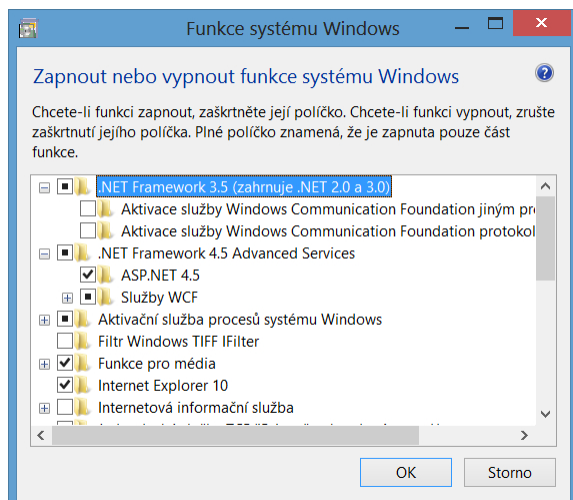 Funkce systému Windows
Zapnout nebo vypnout funkce systému Windows
Chcete-li funkci zapnout, zaškrtněte její políčko. Chcete-li funkci vypnout, zrušte
zaškrtnutí jejího políčka. Plné políčko znamená, že je zapnuta pouze část
funkce.
.NET Framework 3.5 (zahrnuje .NET 2.0 a 3.0)
Aktivace služby Windows Communication Foundation jiným
Aktivace služby Windows Communication Foundation
.NET Framework 4.5 Advanced Services
ASP.NET 4.5
Služby WCF
Aktivační služba procesů systému Windows
Filtr Windows TIFF IFilter
Funkce pro média
Internet Explorer 10
Internetová informační služba
OK
Storno